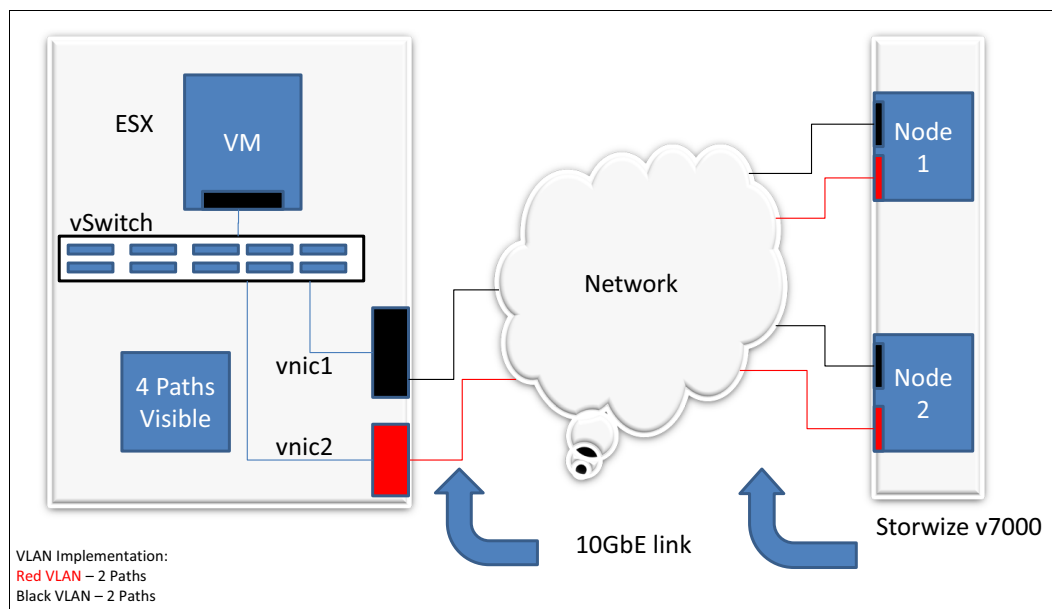 ESX
VM
vSwitch
vnic1
4 Paths
Visible
vnic2
Network
Node
1
Node
2
10GbE link
Storwize v7000
VLAN Implementation:
Red VLAN – 2 Paths
Black VLAN – 2 Paths